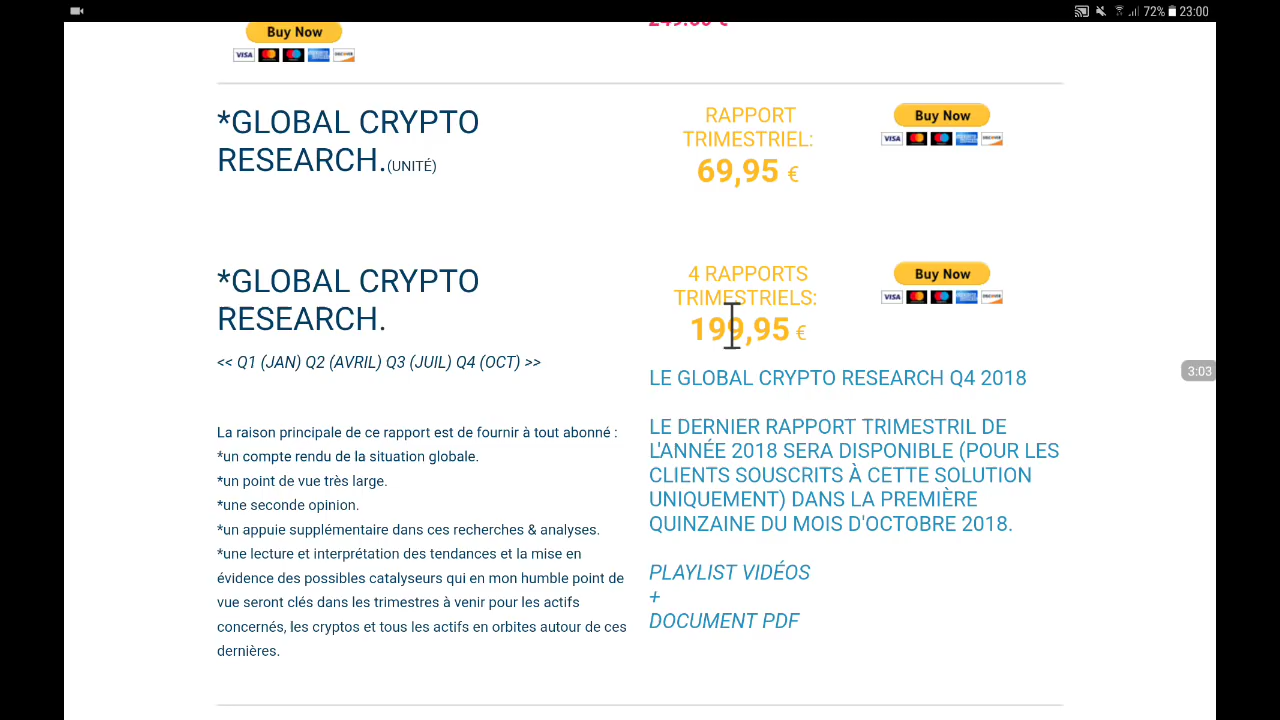 72% 23:00
249.00 €
Buy Now
VISA
*GLOBAL CRYPTO
RESEARCH.(UNITÉ)
RAPPORT
TRIMESTRIEL:
69,95 €
Buy Now
VISA
*GLOBAL CRYPTO
RESEARCH.
<< Q1 (JAN) Q2 (AVRIL) Q3 (JUIL) Q4 (OCT) >>
4 RAPPORTS
TRIMESTRIELS:
199,95 €
Buy Now
VISA
3:03
La raison principale de ce rapport est de fournir à tout abonné :
*un compte rendu de la situation globale.
*un point de vue très large.
*une seconde opinion.
*un appuie supplémentaire dans ces recherches & analyses.
*une lecture et interprétation des tendances et la mise en
évidence des possibles catalyseurs qui en mon humble point de
vue seront clés dans les trimestres à venir pour les actifs
concernés, les cryptos et tous les actifs en orbites autour de ces
dernières.
LE GLOBAL CRYPTO RESEARCH Q4 2018
LE DERNIER RAPPORT TRIMESTRIL DE
L'ANNÉE 2018 SERA DISPONIBLE (POUR LES
CLIENTS SOUSCRITS À CETTE SOLUTION
UNIQUEMENT) DANS LA PREMIÈRE
QUINZAINE DU MOIS D'OCTOBRE 2018.
PLAYLIST VIDÉOS
+
DOCUMENT PDF